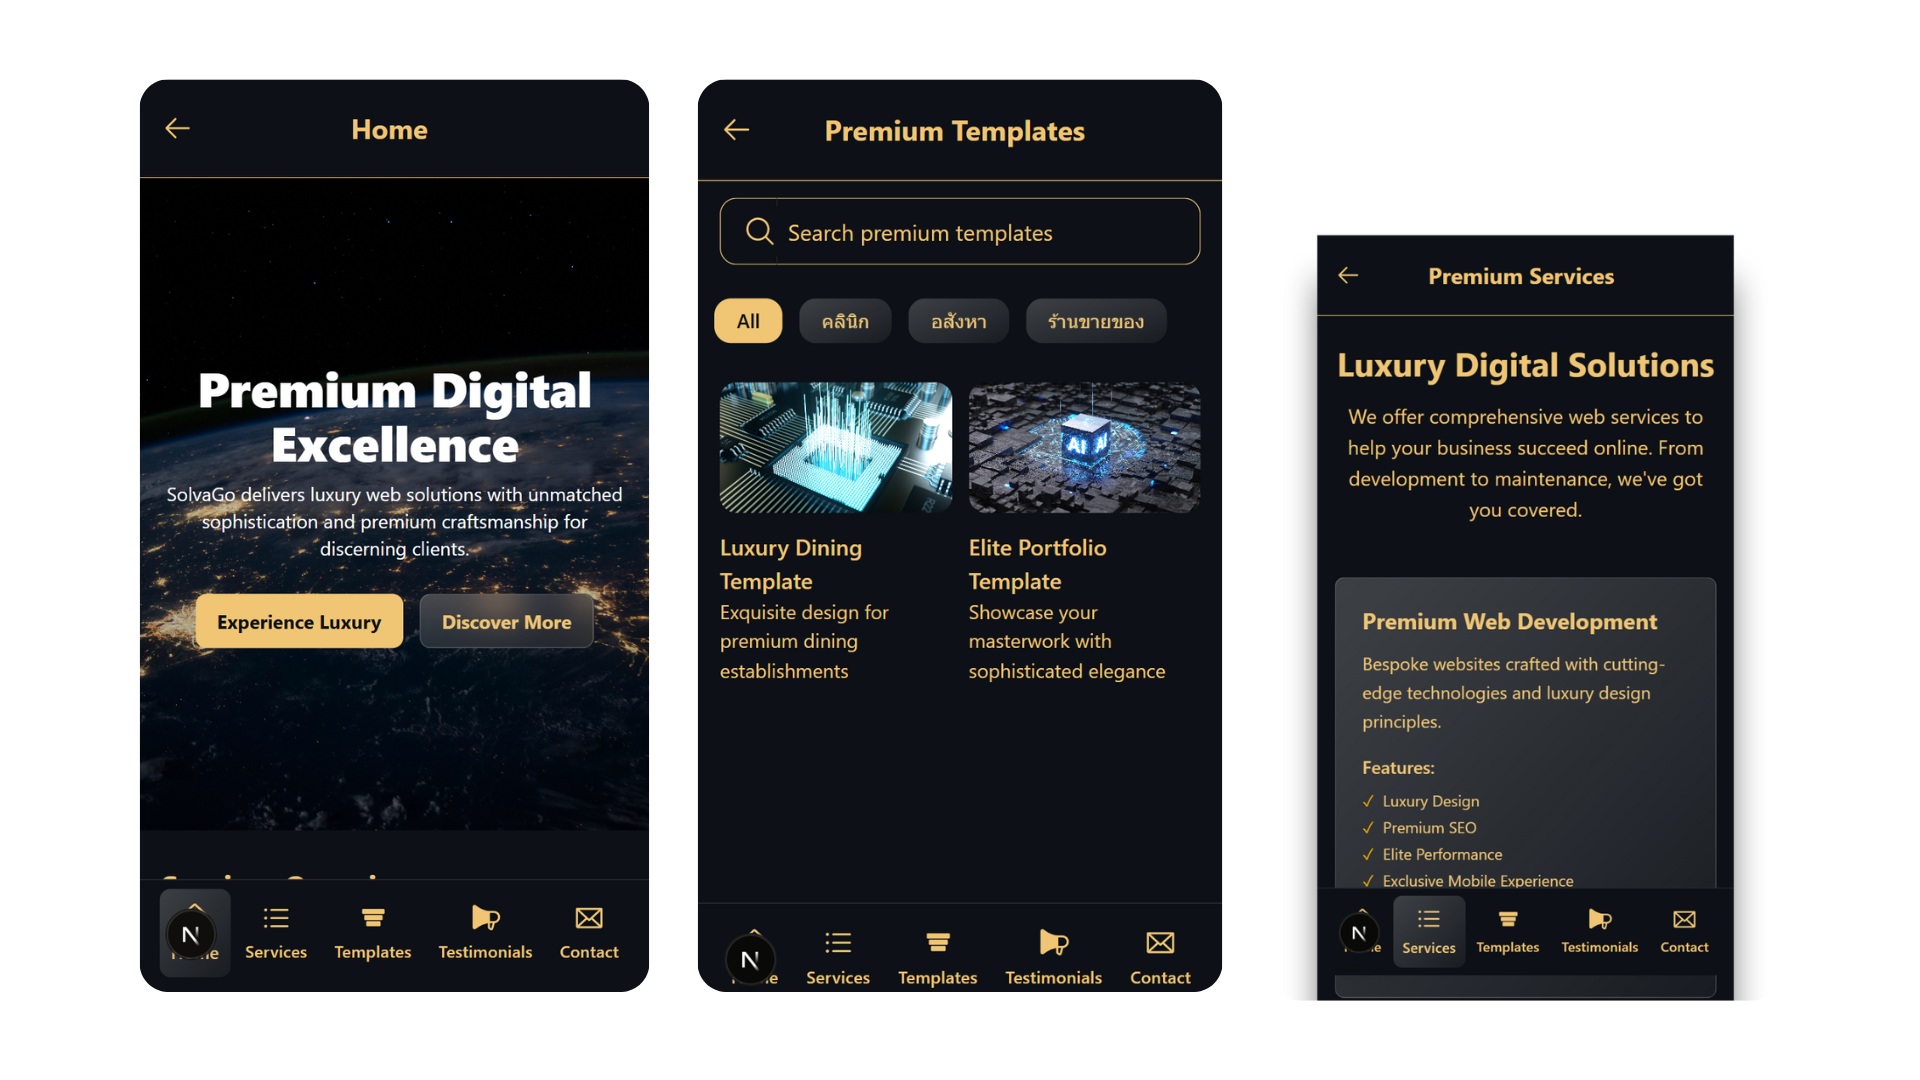 Home
Premium Digital
Excellence
SolvaGo delivers luxury web solutions with unmatched
sophistication and premium craftsmanship for
discerning clients.
Experience Luxury
Discover More
N
Services
Templates
Testimonials
Contact
Premium Templates
Search premium templates
All
คลินิก
อสังหา
ร้านขายของ
AI AI
Luxury Dining
Template
Exquisite design for
premium dining
establishments
Elite Portfolio
Template
Showcase your
masterwork with
sophisticated elegance
N
Services
Templates
Testimonials
Contact
Premium Services
Luxury Digital Solutions
We offer comprehensive web services to
help your business succeed online. From
development to maintenance, we've got
you covered.
Premium Web Development
Bespoke websites crafted with cutting-
edge technologies and luxury design
principles.
Features:
✓ Luxury Design
✓ Premium SEO
✓ Elite Performance
✓ Exclusive Mobile Experience
N
Services
Templates
Testimonials
Contact